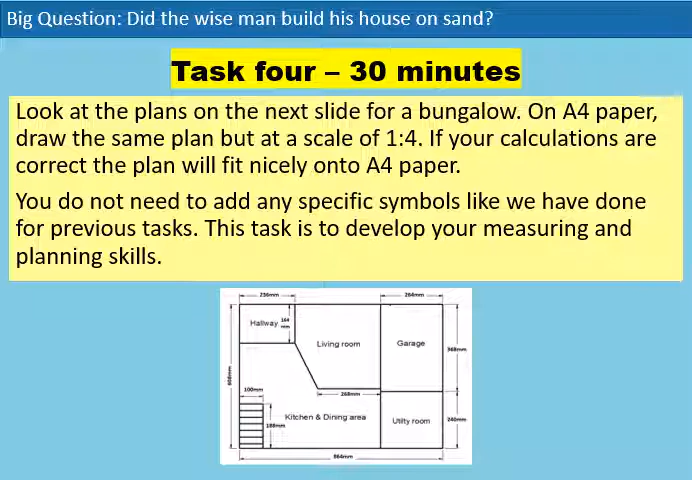 Big Question: Did the wise man build his house on sand?
Task four – 30 minutes
Look at the plans on the next slide for a bungalow. On A4 paper,
draw the same plan but at a scale of 1:4. If your calculations are
correct the plan will fit nicely onto A4 paper.
You do not need to add any specific symbols like we have done
for previous tasks. This task is to develop your measuring and
planning skills.
236mm
264mm
Hallway
164
mm
Living room
Garage
368mm
608mm
100mm
268mm
Kitchen & Dining area
188mm
Utilty room
240mm
864mm